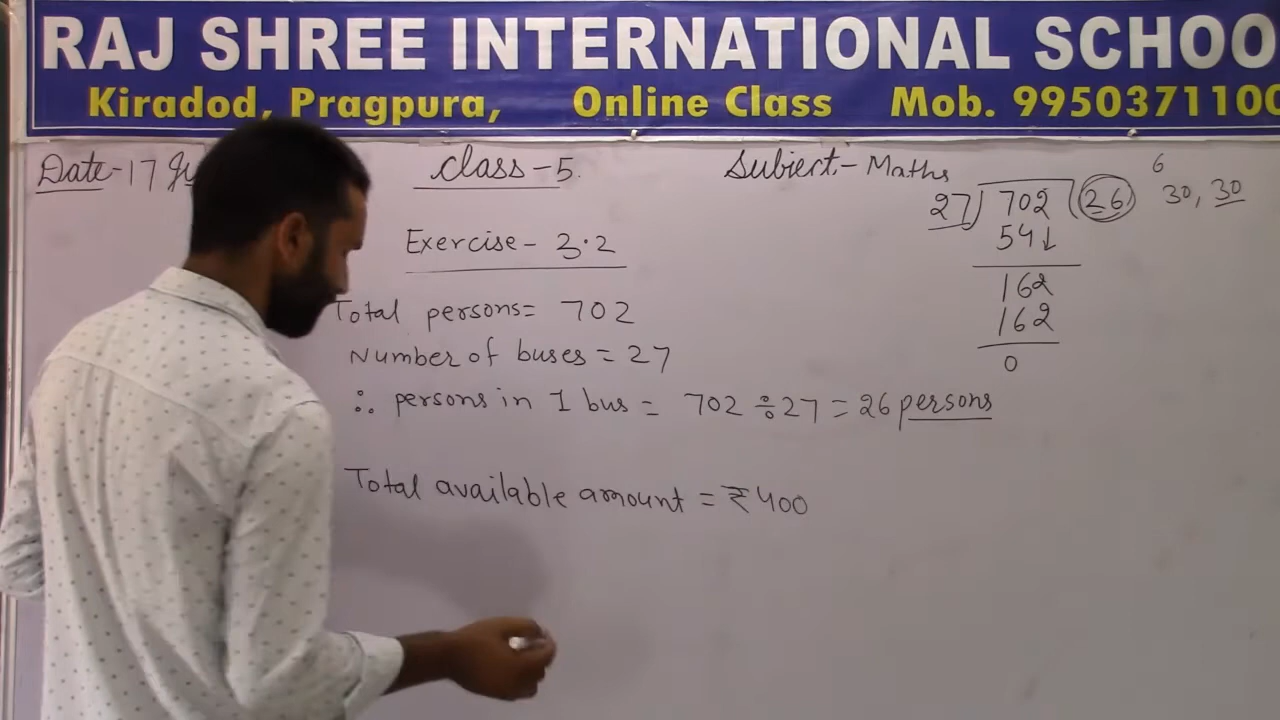 RAJ SHREE INTERNATIONAL SCHOO
Kiradod, Pragpura, Online Class Mob. 9950371100
Date-17
Class-5.
Subject:- Maths
Exercise- 3.2
Total persons= 702
Number of buses = 27
∴ persons in 1 bus = 702 ÷ 27 = 26 persons
Total available amount = ₹400
27) 702 (26
54↓
162
162
0
6
30, 30